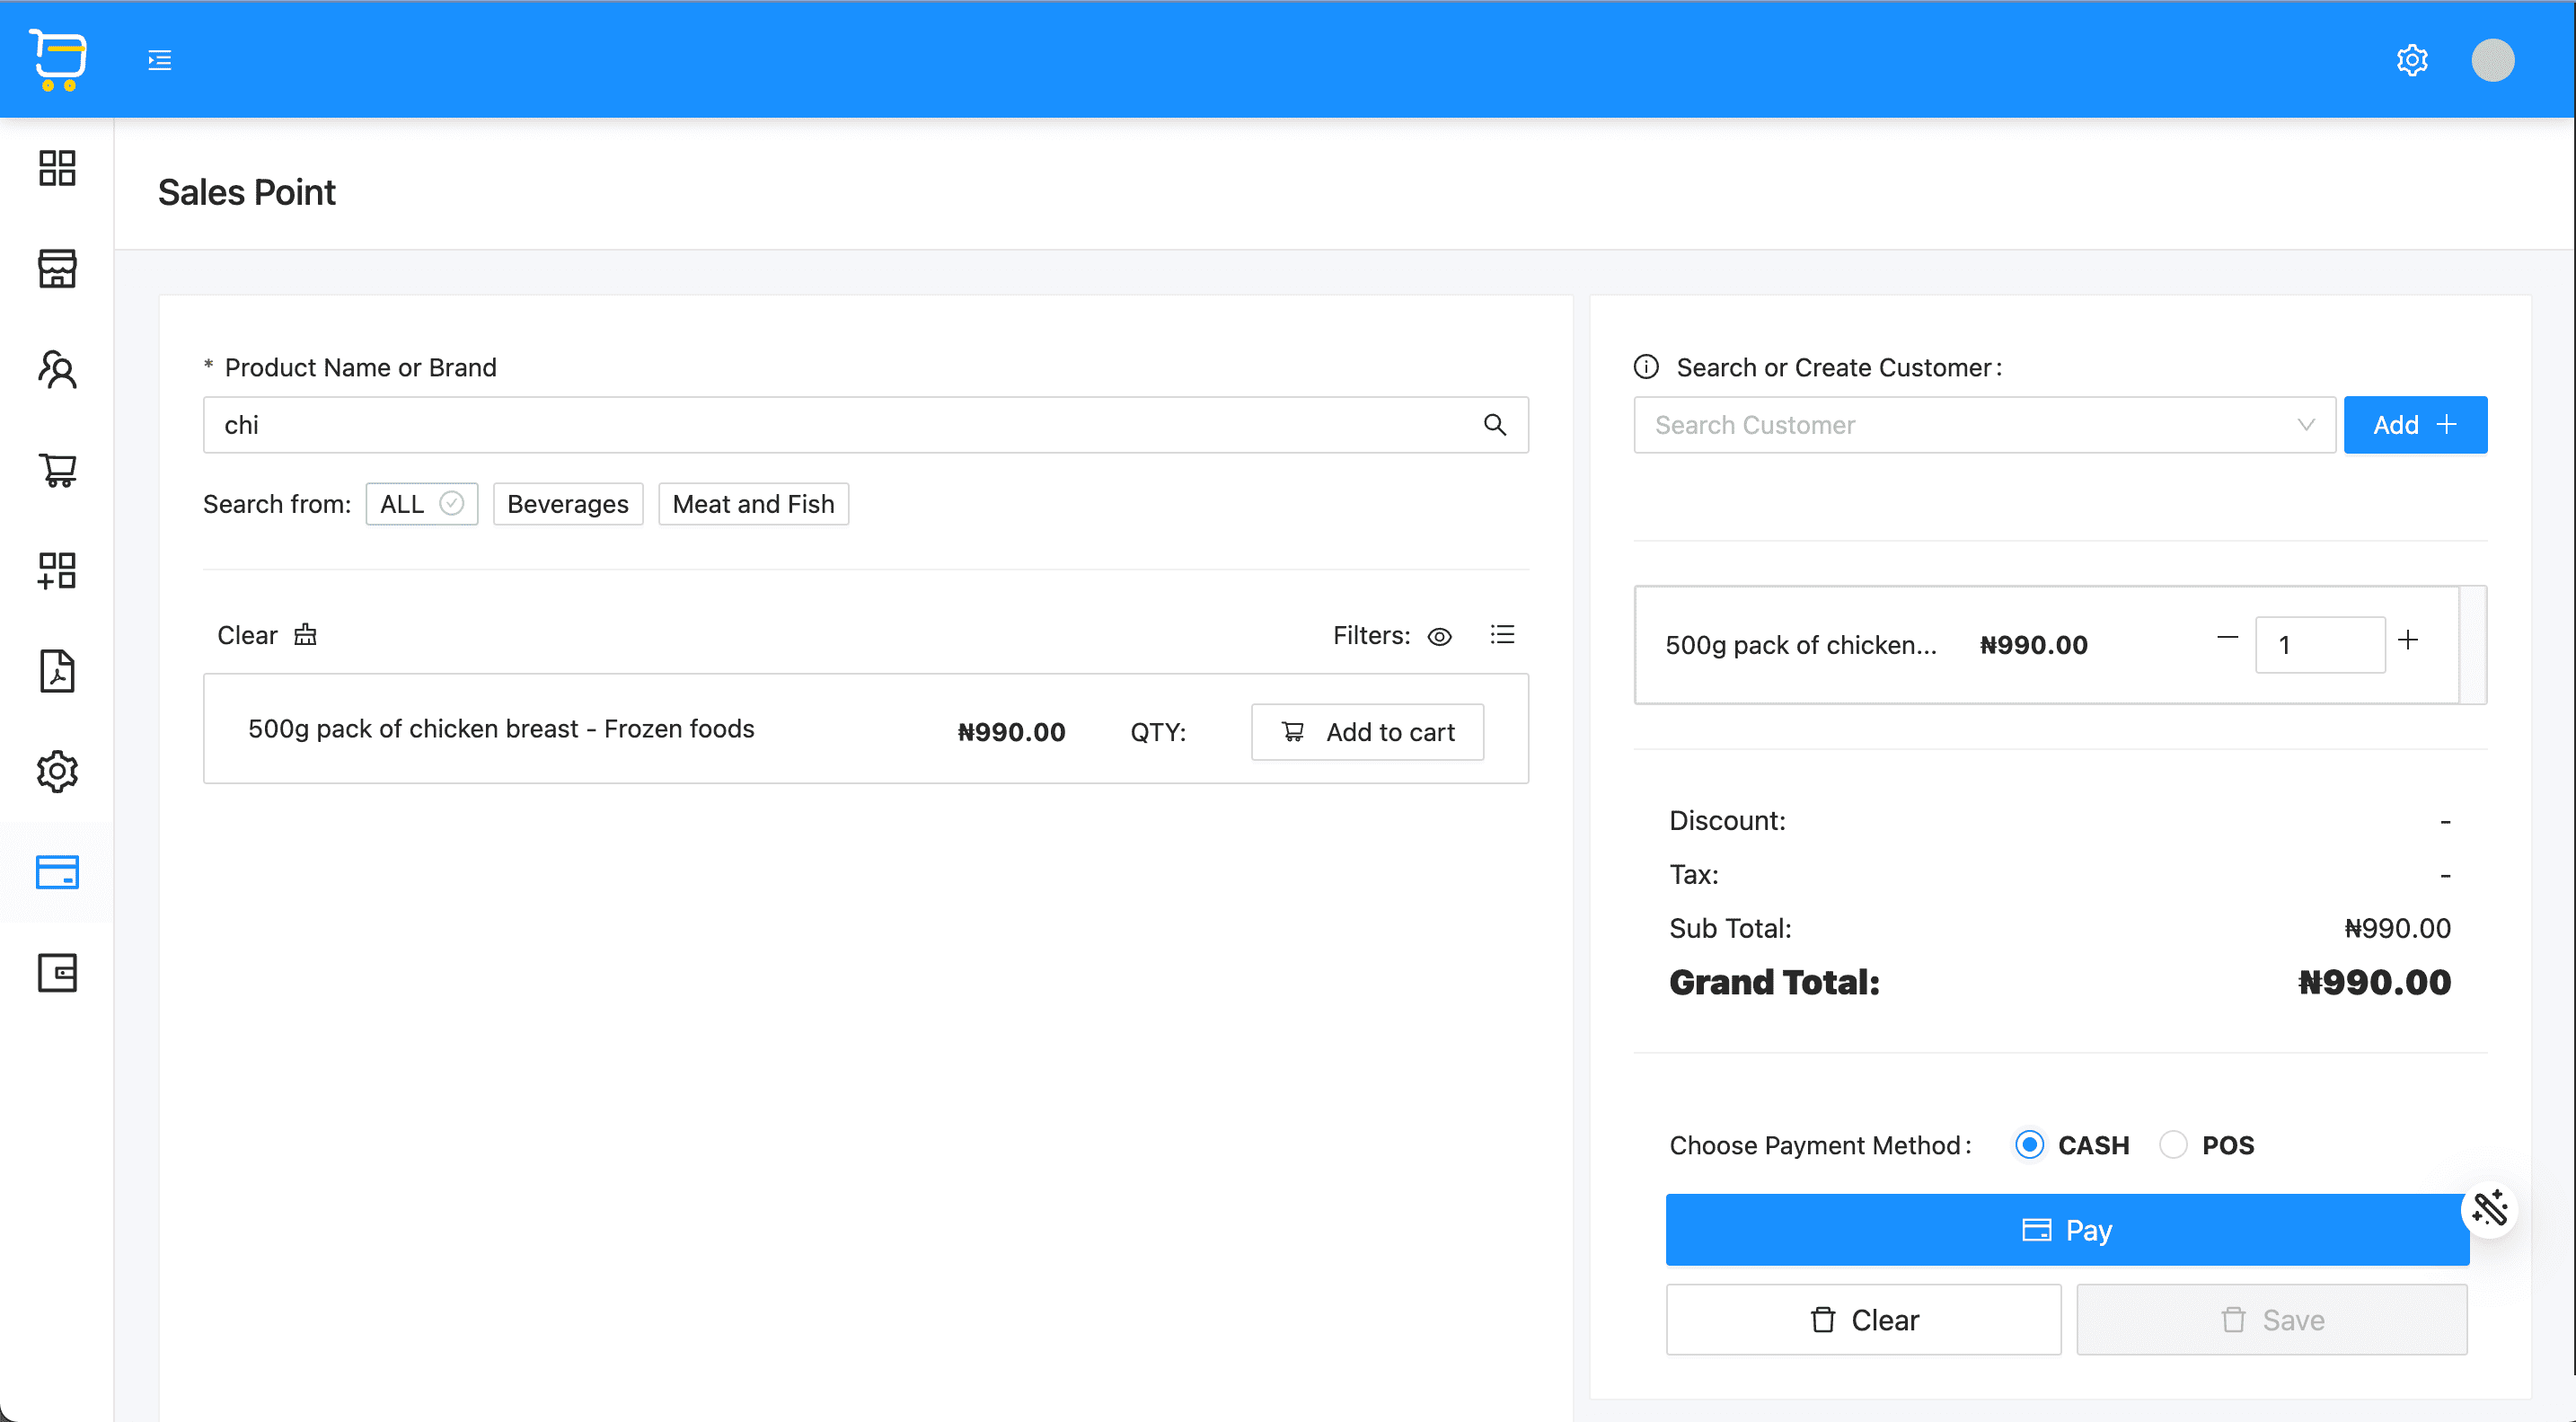 Sales Point
* Product Name or Brand
chi
Search from: ALL Beverages Meat and Fish
Clear Filters:
500g pack of chicken breast - Frozen foods ₦990.00 QTY: Add to cart
Search or Create Customer:
Search Customer Add +
500g pack of chicken... ₦990.00 — 1 +
Discount: -
Tax: -
Sub Total: ₦990.00
Grand Total: ₦990.00
Choose Payment Method: CASH POS
Pay
Clear Save